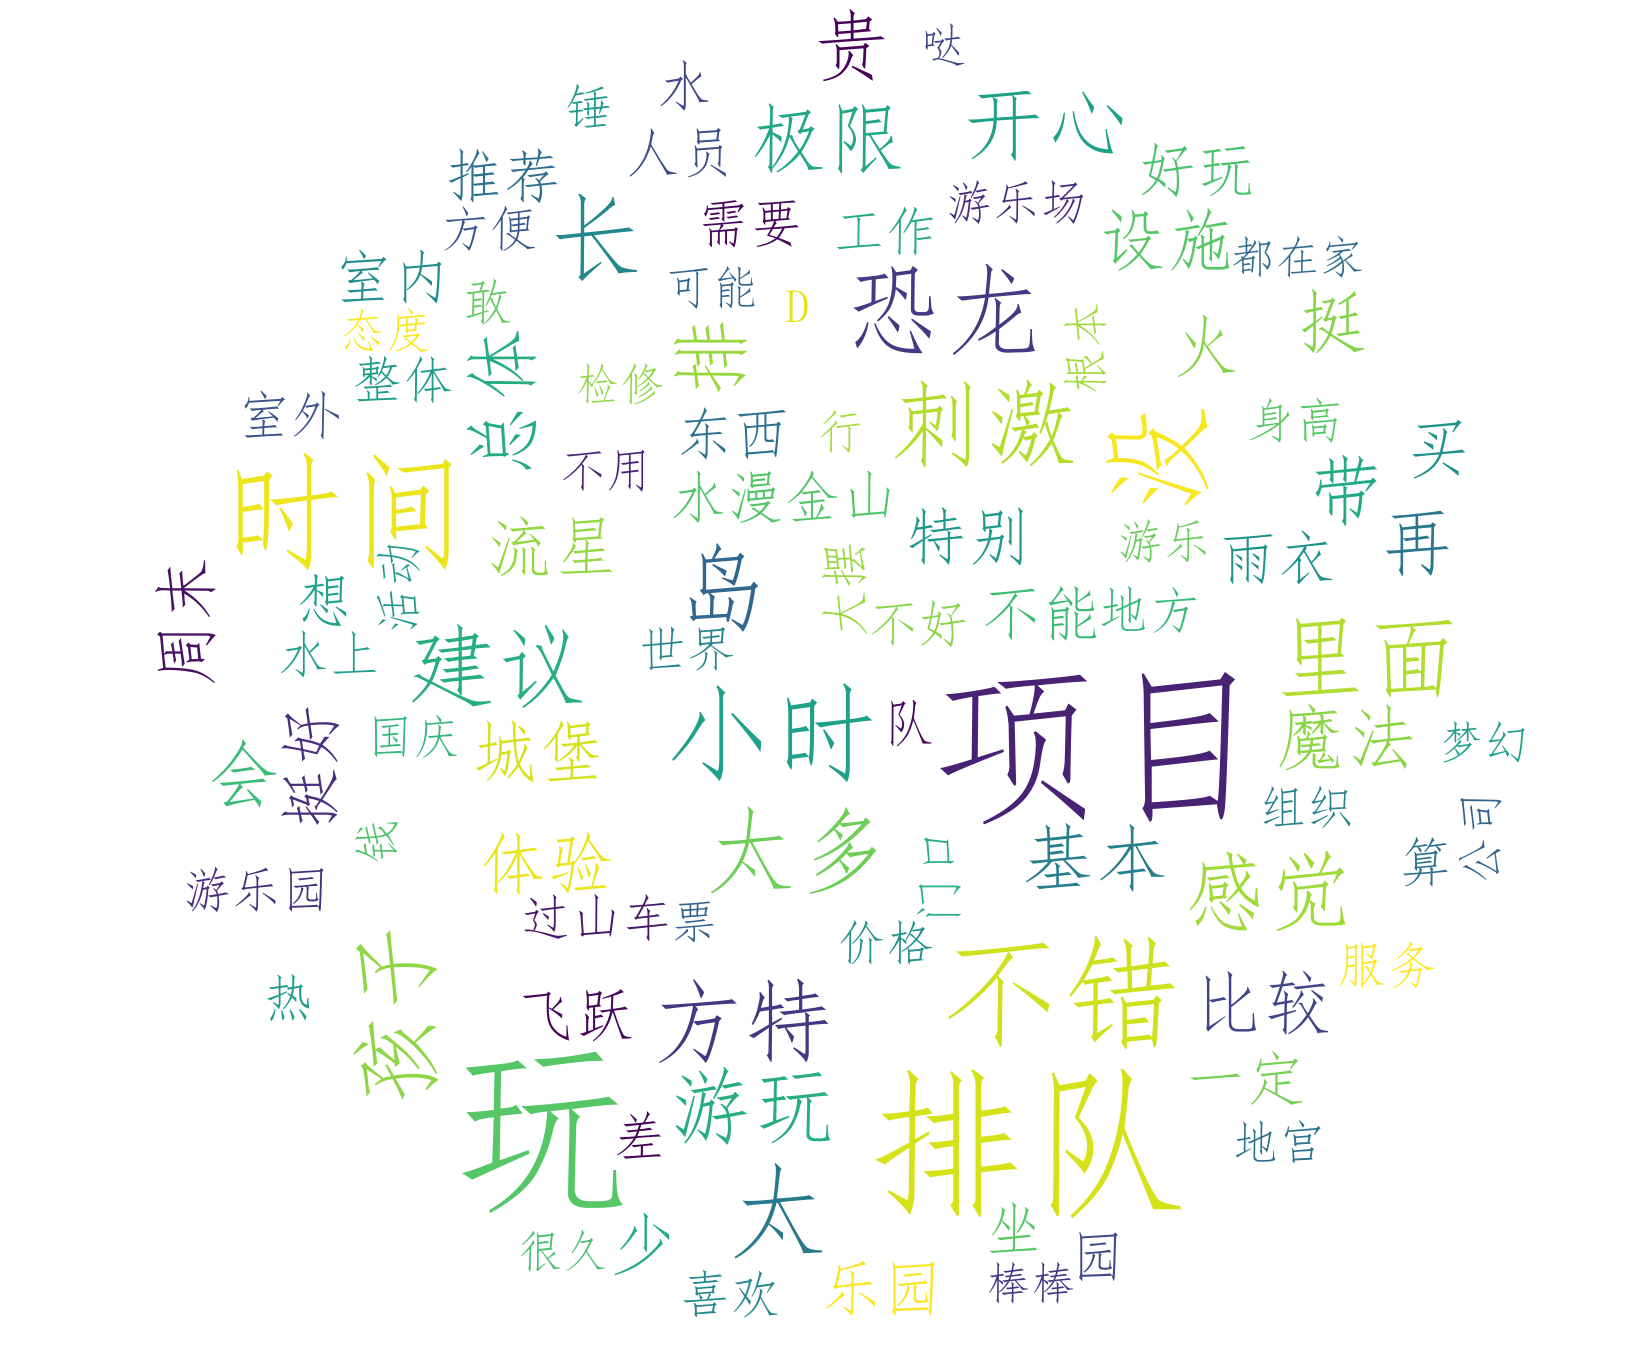 贵
哒
水
锤
极限
开心
人员
推荐
好玩
游乐场
需要
工作
方便
长
设施
都在家
室内
敢
可能
D
恐龙
态度
排
根本
火
挺
整体
总体
检修
室外
东西
行
刺激
没
身高
买
时间
不用
水漫金山
带
流星
特别
游乐
雨衣
再
周末
想
活动
岛
大摆
不好
不能
地方
水上
建议
世界
里面
小时
队
项目
魔法
梦幻
国庆
城堡
挺好
会
组织
公司
钱
体验
太多
门口
基本
感觉
算
游乐园
过山车
票
价格
孩子
不错
服务
热
飞跃
方特
比较
玩
差
游玩
排队
一定
地宫
太
很久
少
坐
园
喜欢
乐园
棒棒